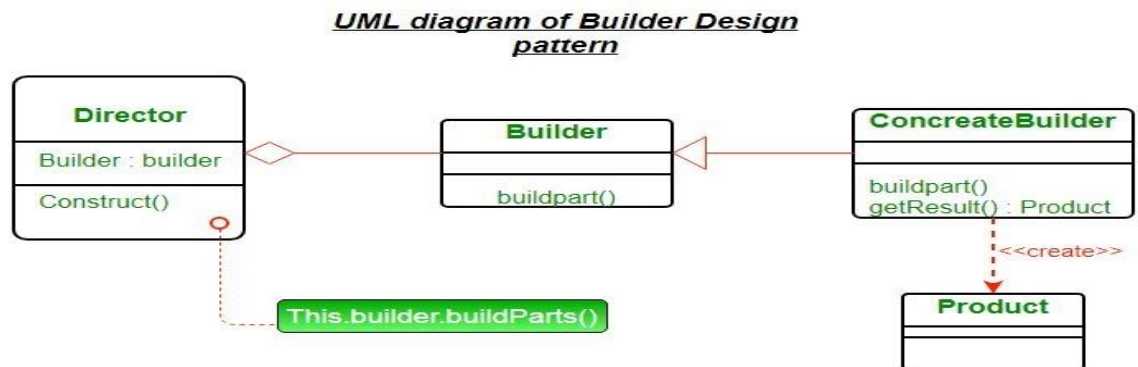 UML diagram of Builder Design
pattern
Director
Builder : builder
Construct()
Builder
buildpart()
ConcreateBuilder
buildpart()
getResult() : Product
<<create>>
This.builder.buildParts()
Product